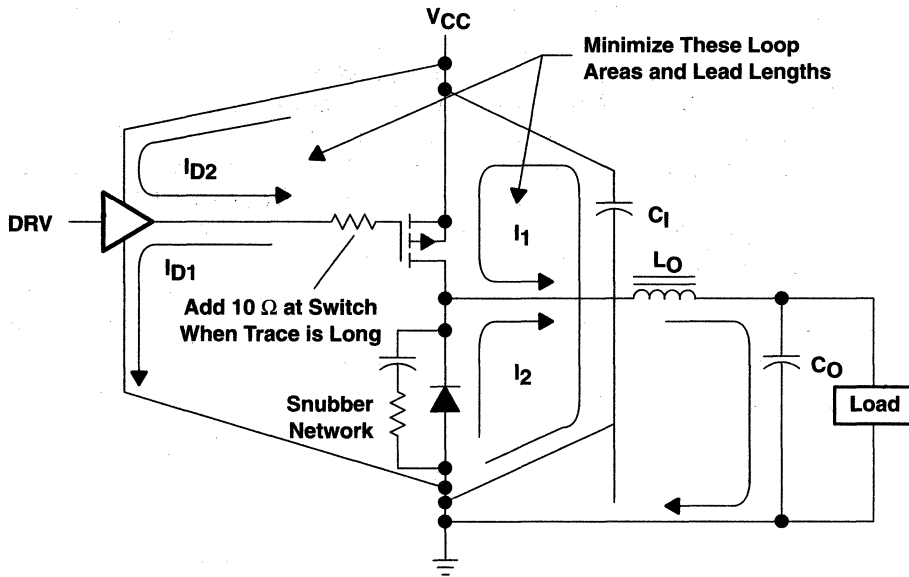 VCC
Minimize These Loop
Areas and Lead Lengths
ID2
DRV
CI
I1
LO
ID1
Add 10 Ω at Switch
When Trace is Long
I2
CO
Snubber
Network
Load